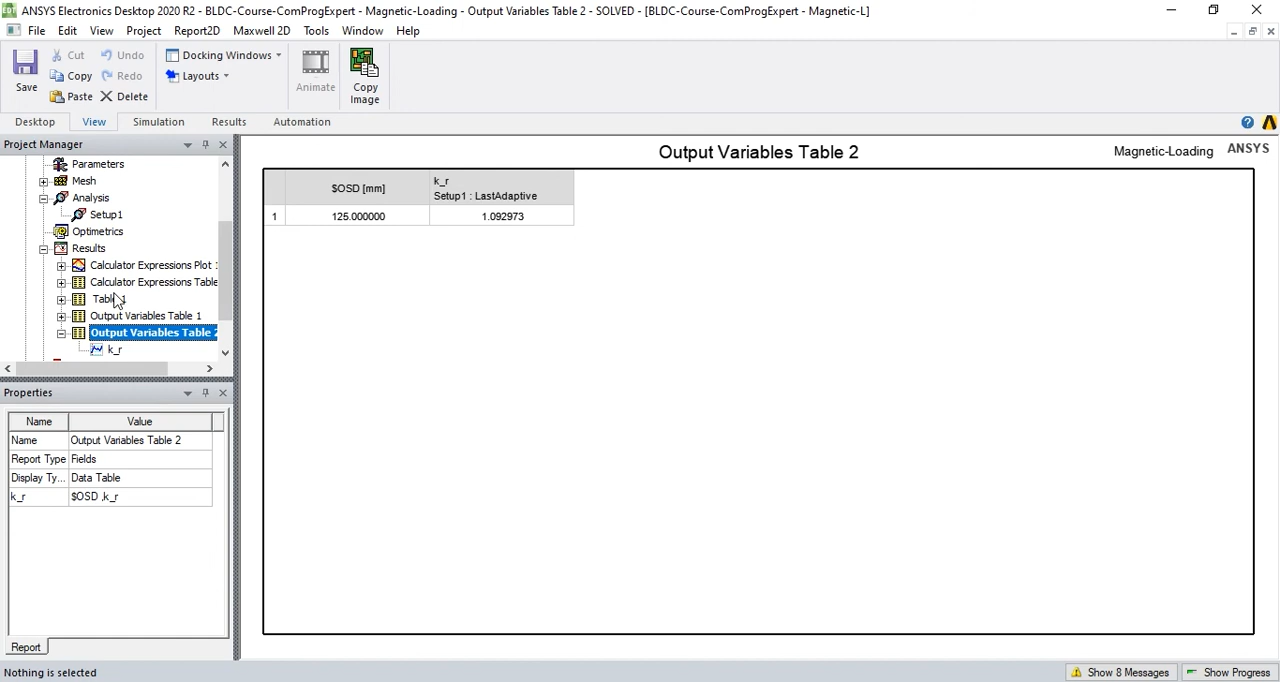 ANSYS Electronics Desktop 2020 R2 - BLDC-Course-ComProgExpert - Magnetic-Loading - Output Variables Table 2 - SOLVED - [BLDC-Course-ComProgExpert - Magnetic-L]
File Edit View Project Report2D Maxwell 2D Tools Window Help
Save
Cut
Copy
Paste
Undo
Redo
Delete
Docking Windows
Layouts
Animate
Copy
Image
Desktop View Simulation Results Automation
Project Manager
Parameters
Mesh
Analysis
Setup1
Optimetrics
Results
Calculator Expressions Plot
Calculator Expressions Table
Table 1
Output Variables Table 1
Output Variables Table 2
k_r
Properties
Name Value
Name Output Variables Table 2
Report Type Fields
Display Ty... Data Table
k_r $OSD ,k_r
Report
Output Variables Table 2
Magnetic-Loading ANSYS
$OSD [mm] k_r
Setup1 : LastAdaptive
1 125.000000 1.092973
Nothing is selected
Show 8 Messages
Show Progress